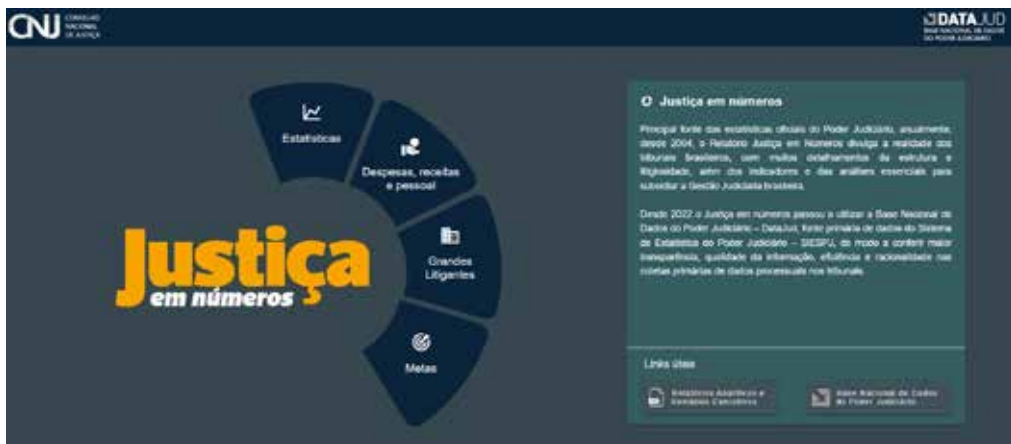 CNJ
CONSELHO
NACIONAL
DE JUSTIÇA
DATAJUD
BASE NACIONAL DE DADOS
DO PODER JUDICIÁRIO
Estatísticas
Despesas, receitas
e pessoal
Grandes
Litigantes
Metas
Justiça
em números
Justiça em números
Principal fonte das estatísticas oficiais do Poder Judiciário, anualmente,
desde 2004, o Relatório Justiça em Números divulga a realidade dos
tribunais brasileiros, com muitos detalhamentos da estrutura e
litigiosidade, além dos indicadores e das análises essenciais para
subsidiar a Gestão Judiciária brasileira.
Desde 2022 o Justiça em números passou a utilizar a Base Nacional de
Dados do Poder Judiciário – DataJud, fonte primária de dados do Sistema
de Estatística do Poder Judiciário – SIESPJ, de modo a conferir maior
transparência, qualidade da informação, eficiência e racionalidade nas
coletas primárias de dados processuais nos tribunais.
Links úteis
Relatórios Analíticos e
Sumários Executivos
Base Nacional de Dados
do Poder Judiciário